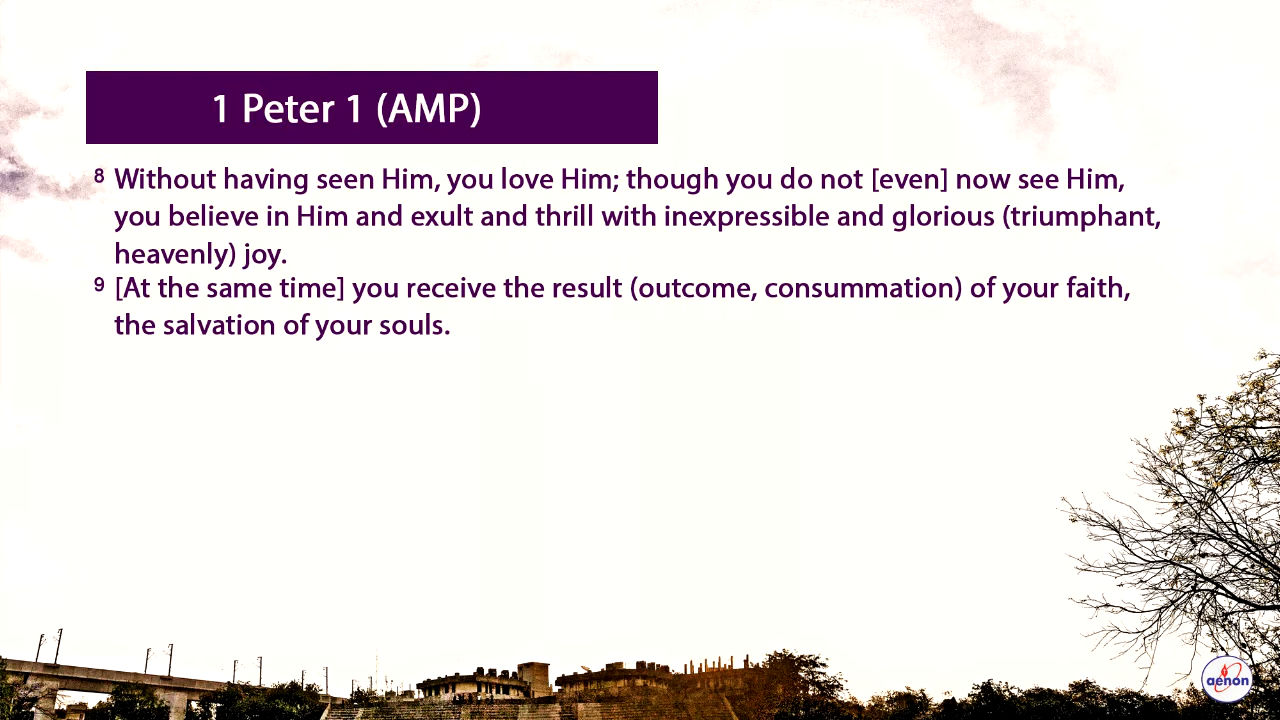 1 Peter 1 (AMP)
8 Without having seen Him, you love Him; though you do not [even] now see Him,
you believe in Him and exult and thrill with inexpressible and glorious (triumphant,
heavenly) joy.
9 [At the same time] you receive the result (outcome, consummation) of your faith,
the salvation of your souls.
aenon